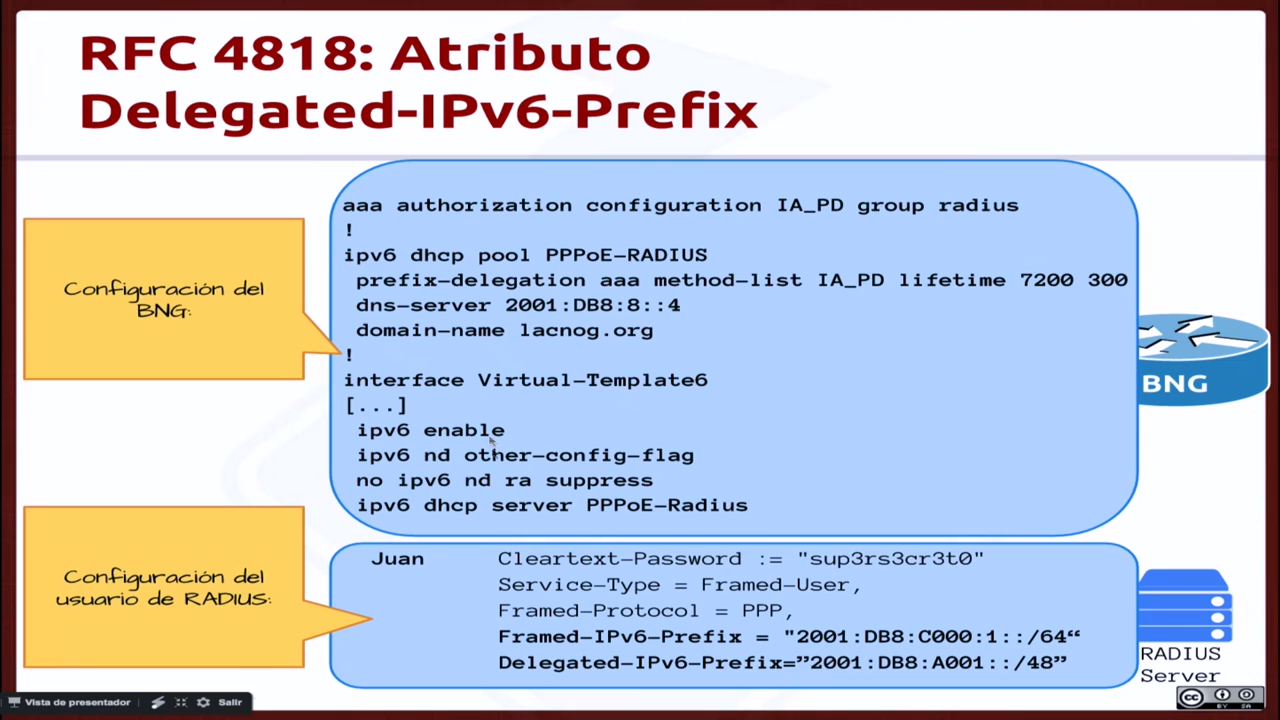 RFC 4818: Atributo
Delegated-IPv6-Prefix
Configuración del
BNG:
aaa authorization configuration IA_PD group radius
!
ipv6 dhcp pool PPPoE-RADIUS
prefix-delegation aaa method-list IA_PD lifetime 7200 300
dns-server 2001:DB8:8::4
domain-name lacnog.org
!
interface Virtual-Template6
[...]
ipv6 enable
ipv6 nd other-config-flag
no ipv6 nd ra suppress
ipv6 dhcp server PPPoE-Radius
BNG
Configuración del
usuario de RADIUS:
Juan Cleartext-Password := "sup3rs3cr3t0"
Service-Type = Framed-User,
Framed-Protocol = PPP,
Framed-IPv6-Prefix = "2001:DB8:C000:1::/64“
Delegated-IPv6-Prefix=”2001:DB8:A001::/48”
RADIUS
Server
Vista de presentador Salir
CC BY SA